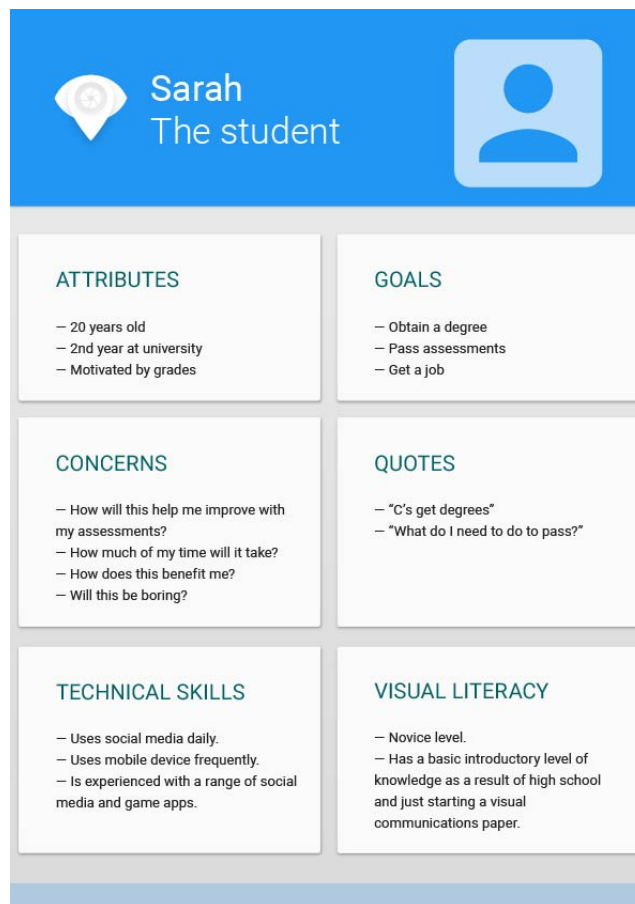 Sarah
The student
ATTRIBUTES
— 20 years old
— 2nd year at university
— Motivated by grades
GOALS
— Obtain a degree
— Pass assessments
— Get a job
CONCERNS
— How will this help me improve with
my assessments?
— How much of my time will it take?
— How does this benefit me?
— Will this be boring?
QUOTES
— “C’s get degrees”
— “What do I need to do to pass?”
TECHNICAL SKILLS
— Uses social media daily.
— Uses mobile device frequently.
— Is experienced with a range of social
media and game apps.
VISUAL LITERACY
— Novice level.
— Has a basic introductory level of
knowledge as a result of high school
and just starting a visual
communications paper.